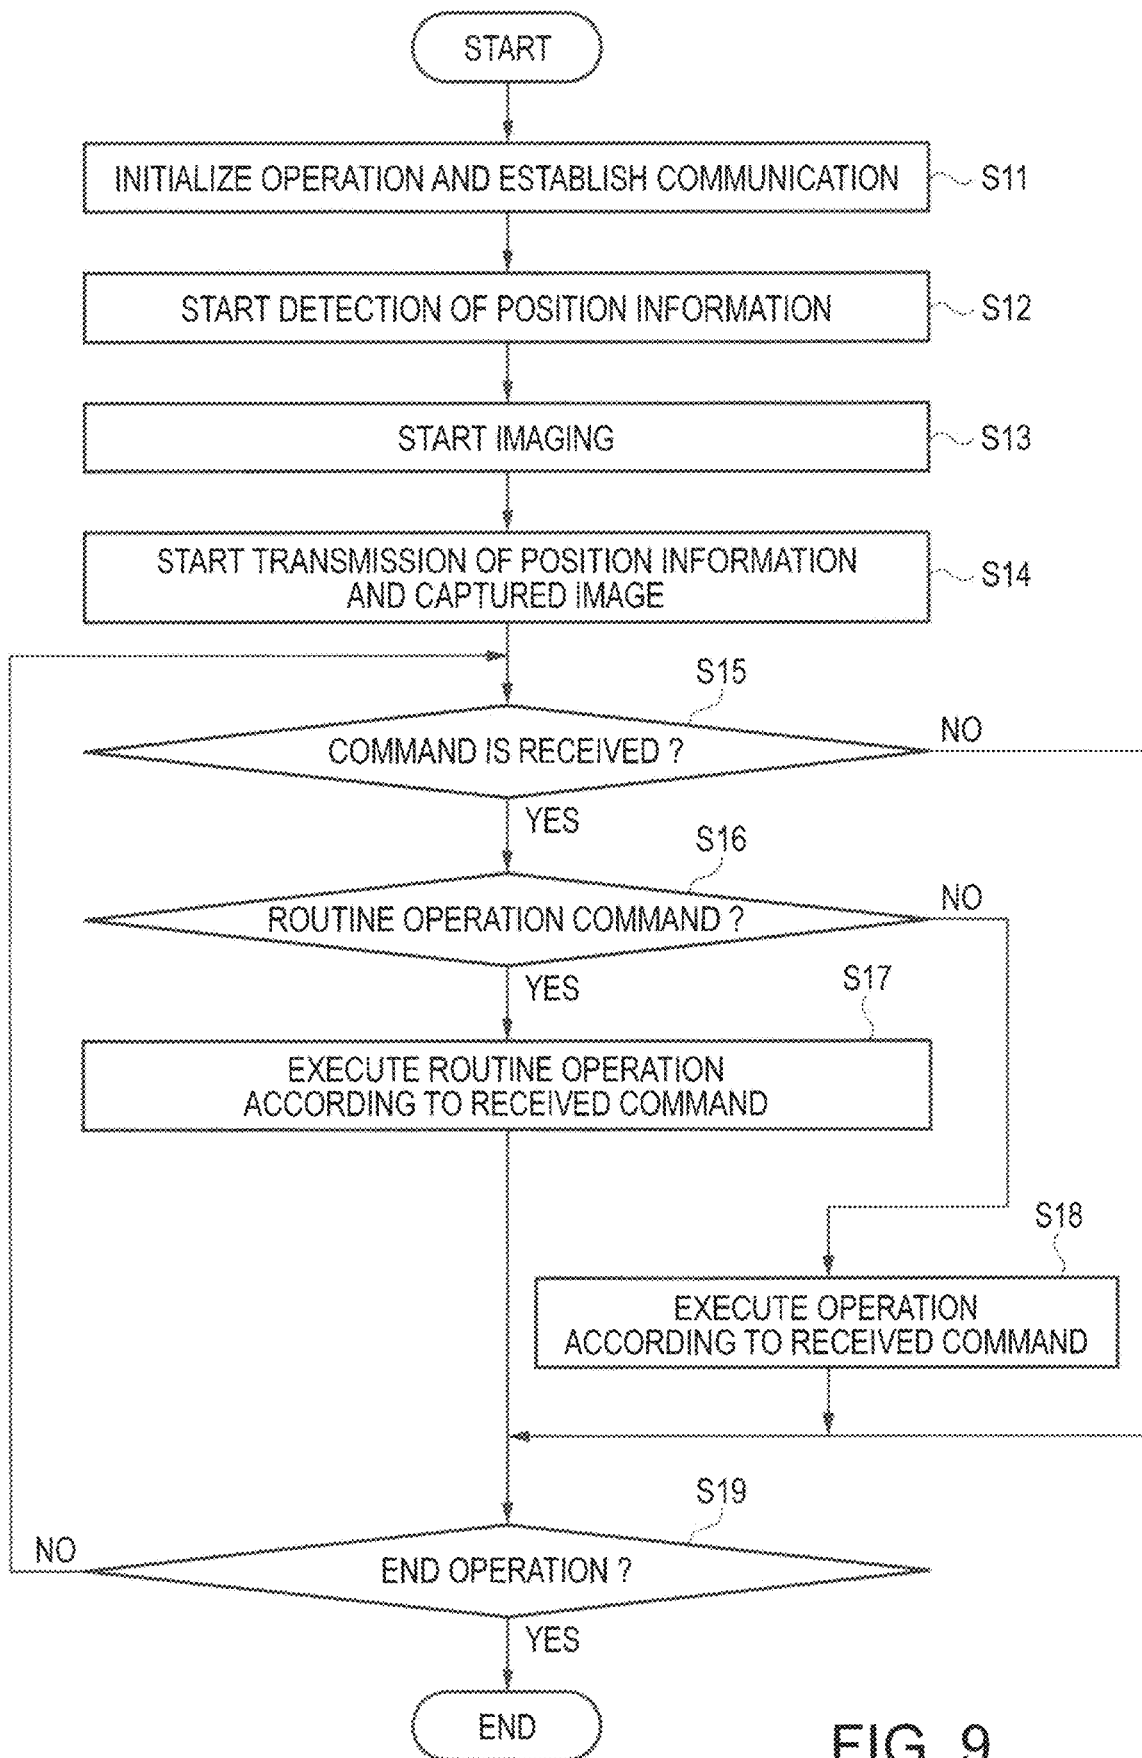 START
INITIALIZE OPERATION AND ESTABLISH COMMUNICATION
S11
START DETECTION OF POSITION INFORMATION
S12
START IMAGING
S13
START TRANSMISSION OF POSITION INFORMATION
AND CAPTURED IMAGE
S14
S15
COMMAND IS RECEIVED ?
NO
YES
S16
ROUTINE OPERATION COMMAND ?
NO
YES
S17
EXECUTE ROUTINE OPERATION
ACCORDING TO RECEIVED COMMAND
S18
EXECUTE OPERATION
ACCORDING TO RECEIVED COMMAND
S19
END OPERATION ?
NO
YES
END
FIG. 9